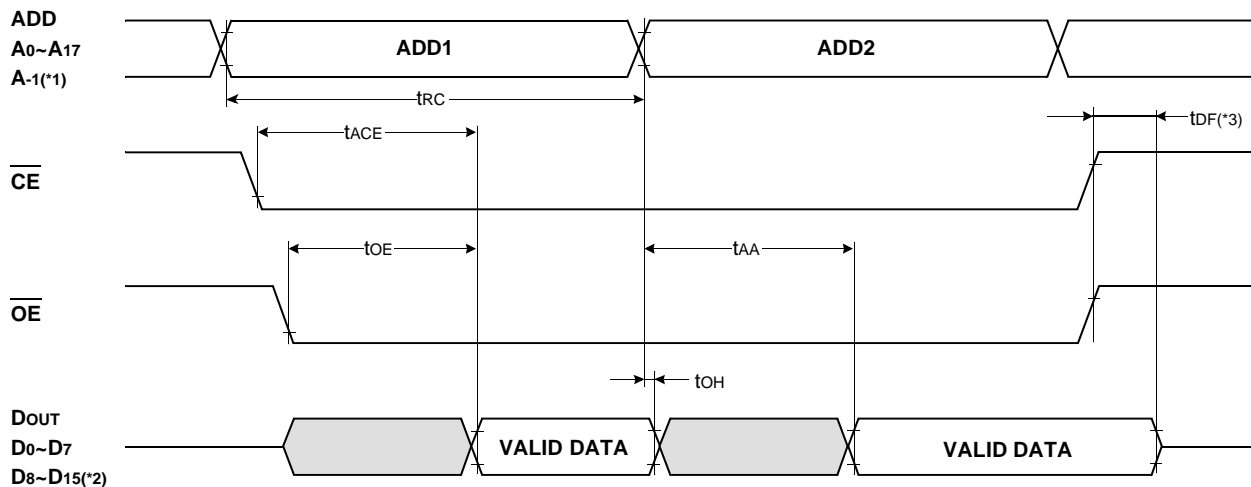 ADD
A0~A17
A-1(*1)
ADD1
ADD2
tRC
tACE
tDF(*3)
CE
tOE
tAA
OE
tOH
DOUT
D0~D7
D8~D15(*2)
VALID DATA
VALID DATA